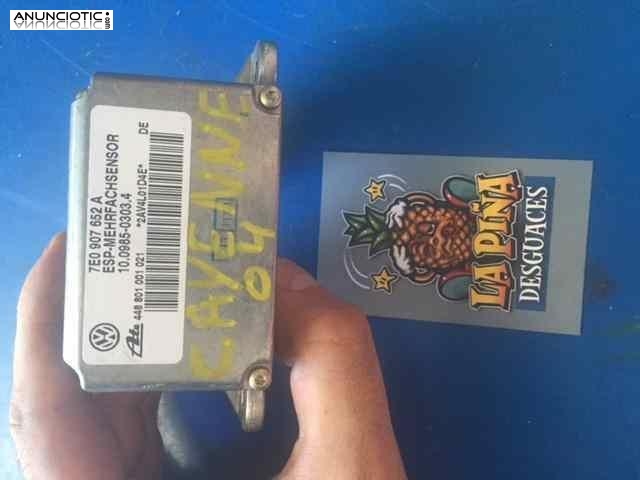 ANUNCIOTIC.com
7E0 907 652 A
ESP-MEHRFACHSENSOR
10.0985-0303.4
*2AV4L01D4E*
DE
Ate 448 801 001 021
CAYENNE
04
LA PIÑA
DESGUACES